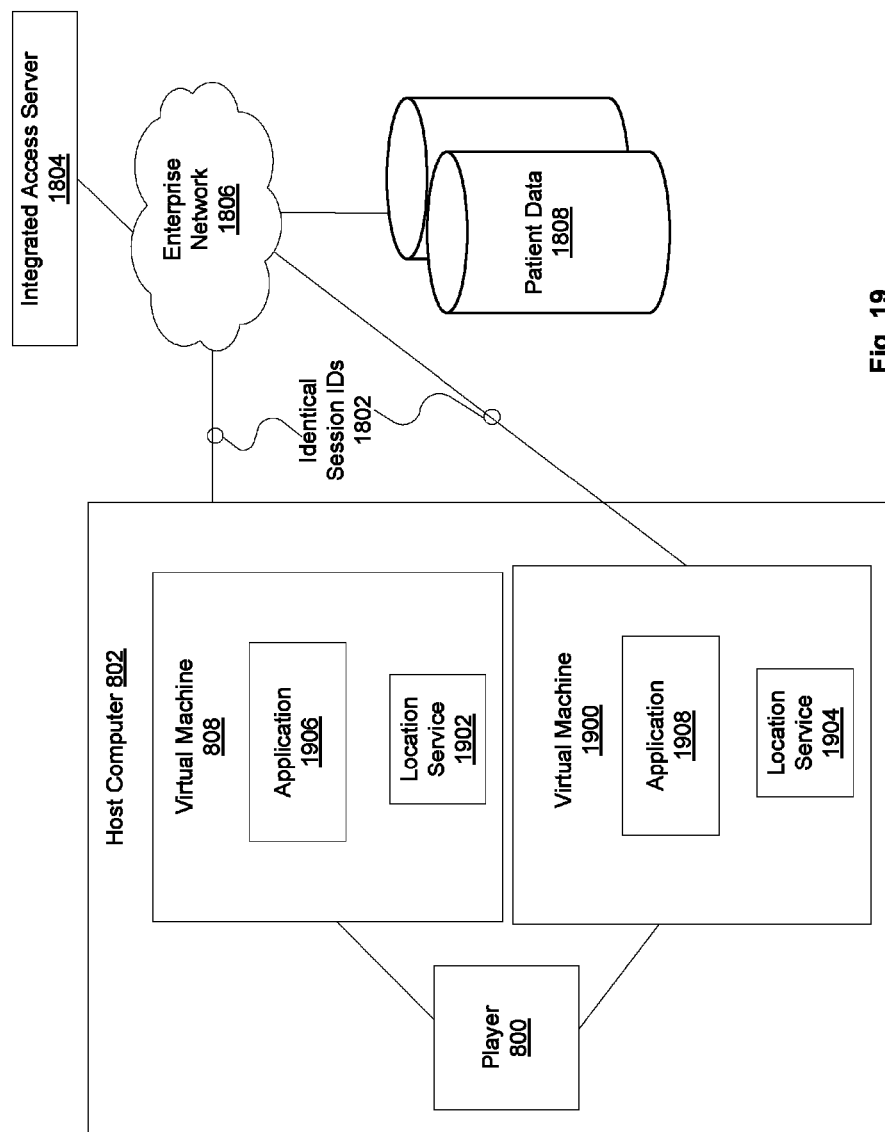 Integrated Access Server
1804
Enterprise
Network
1806
Patient Data
1808
Identical
Session IDs
1802
Host Computer 802
Virtual Machine
808
Application
1906
Location
Service
1902
Virtual Machine
1900
Application
1908
Location
Service
1904
Player
800
Fig. 19